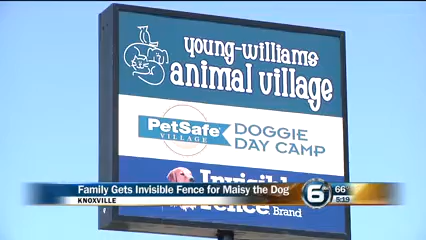 young-williams
animal village
PetSafe
VILLAGE
DOGGIE
DAY CAMP
Invisible
Fence Brand
Family Gets Invisible Fence for Maisy the Dog
KNOXVILLE
6
66
5:19